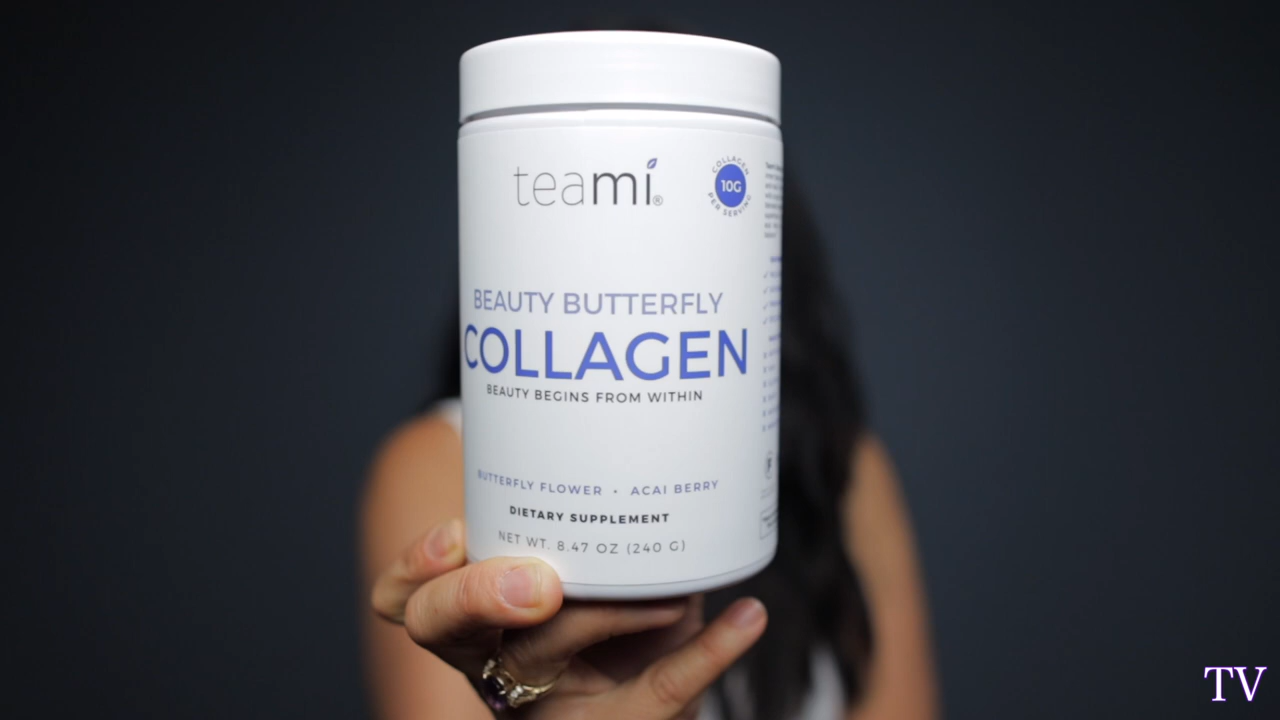 teami®
COLLAGEN
10G
PER SERVING
BEAUTY BUTTERFLY
COLLAGEN
BEAUTY BEGINS FROM WITHIN
BUTTERFLY FLOWER • ACAI BERRY
DIETARY SUPPLEMENT
NET WT. 8.47 OZ (240 G)
TV